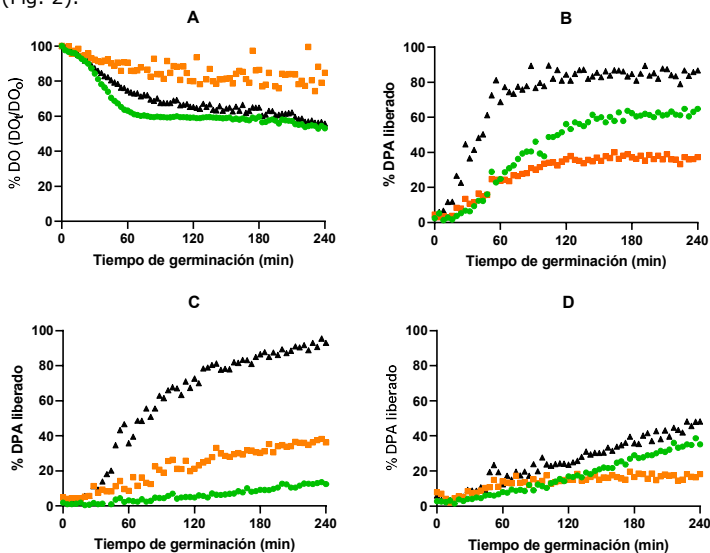 (Fig. 2).
A
% DO (DOt/DO0)
100
80
60
40
20
0
0 60 120 180 240
Tiempo de germinación (min)
B
% DPA liberado
100
80
60
40
20
0
0 60 120 180 240
Tiempo de germinación (min)
C
% DPA liberado
100
80
60
40
20
0
0 60 120 180 240
Tiempo de germinación (min)
D
% DPA liberado
100
80
60
40
20
0
0 60 120 180 240
Tiempo de germinación (min)